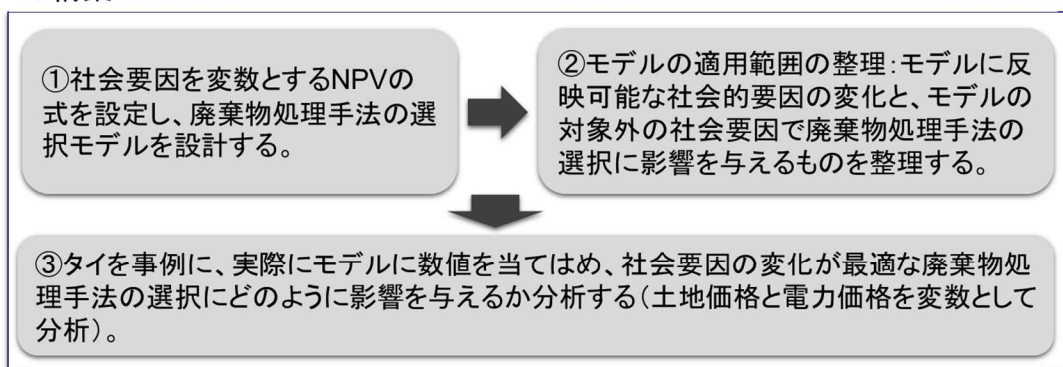 ①社会要因を変数とするNPVの
式を設定し、廃棄物処理手法の選
択モデルを設計する。
②モデルの適用範囲の整理:モデルに反
映可能な社会的要因の変化と、モデルの
対象外の社会要因で廃棄物処理手法の
選択に影響を与えるものを整理する。
③タイを事例に、実際にモデルに数値を当てはめ、社会要因の変化が最適な廃棄物処
理手法の選択にどのように影響を与えるか分析する(土地価格と電力価格を変数として
分析)。